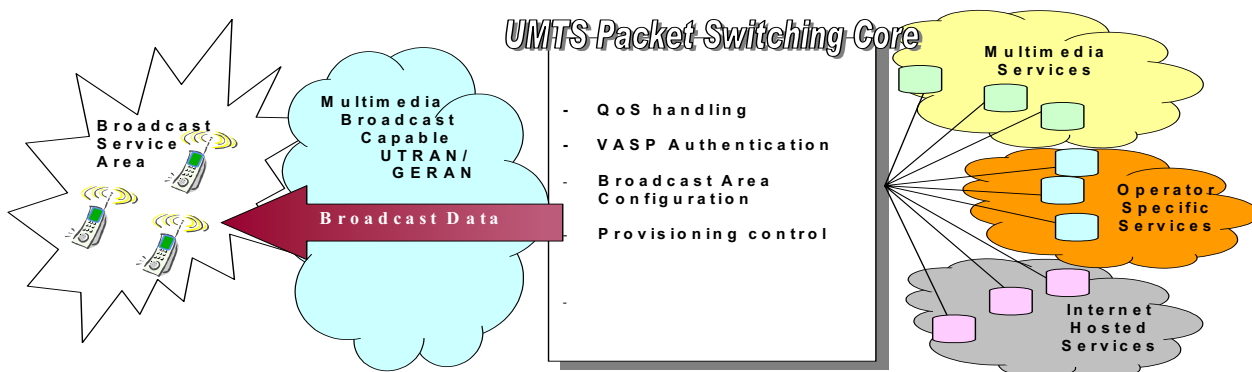 UMTS Packet Switching Core
Broadcast
Service
Area
Multimedia
Broadcast
Capable
UTRAN/
GERAN
Broadcast Data
- QoS handling
- VASP Authentication
- Broadcast Area
Configuration
- Provisioning control
-
Multimedia
Services
Operator
Specific
Services
Internet
Hosted
Services